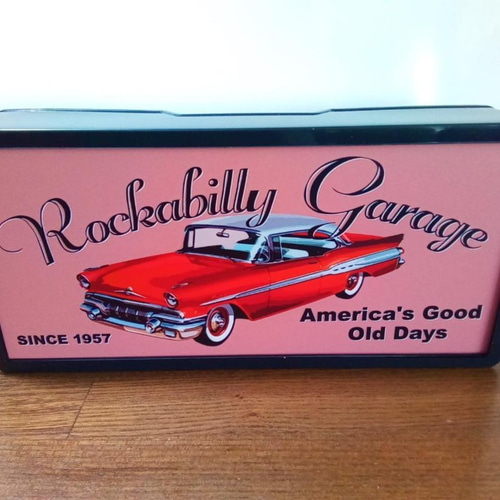 Rockabilly Garage
SINCE 1957
America's Good
Old Days